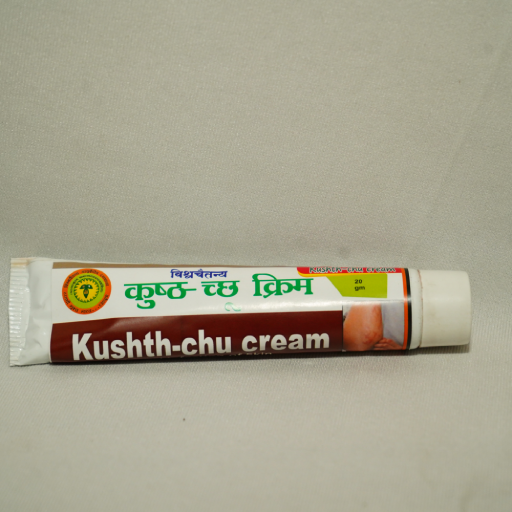 विश्वचैतन्य
कुष्ठ-च्छ क्रिम
Kushth-chu cream
20
gm